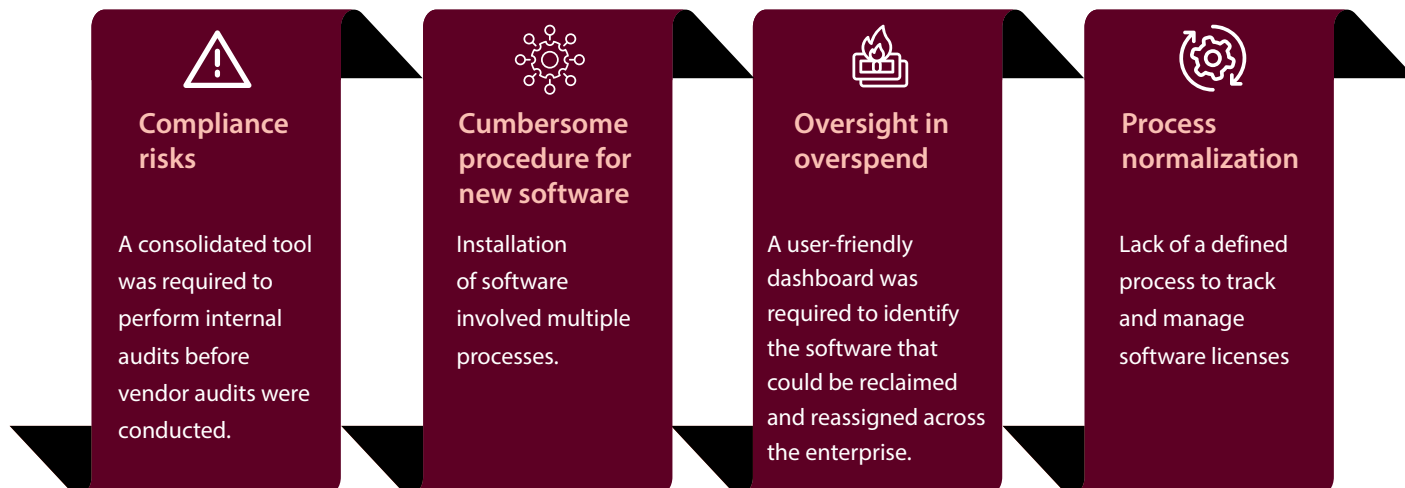 Compliance
risks
A consolidated tool
was required to
perform internal
audits before
vendor audits were
conducted.
Cumbersome
procedure for
new software
Installation
of software
involved multiple
processes.
Oversight in
overspend
A user-friendly
dashboard was
required to identify
the software that
could be reclaimed
and reassigned across
the enterprise.
Process
normalization
Lack of a defined
process to track
and manage
software licenses